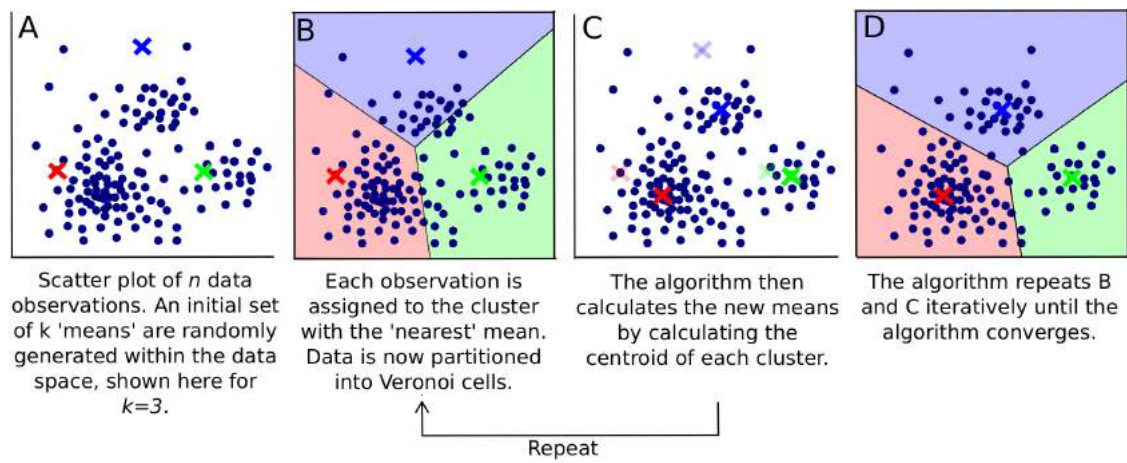 A
B
C
D
Scatter plot of n data
observations. An initial set
of k 'means' are randomly
generated within the data
space, shown here for
k=3.
Each observation is
assigned to the cluster
with the 'nearest' mean.
Data is now partitioned
into Veronoi cells.
The algorithm then
calculates the new means
by calculating the
centroid of each cluster.
The algorithm repeats B
and C iteratively until the
algorithm converges.
Repeat